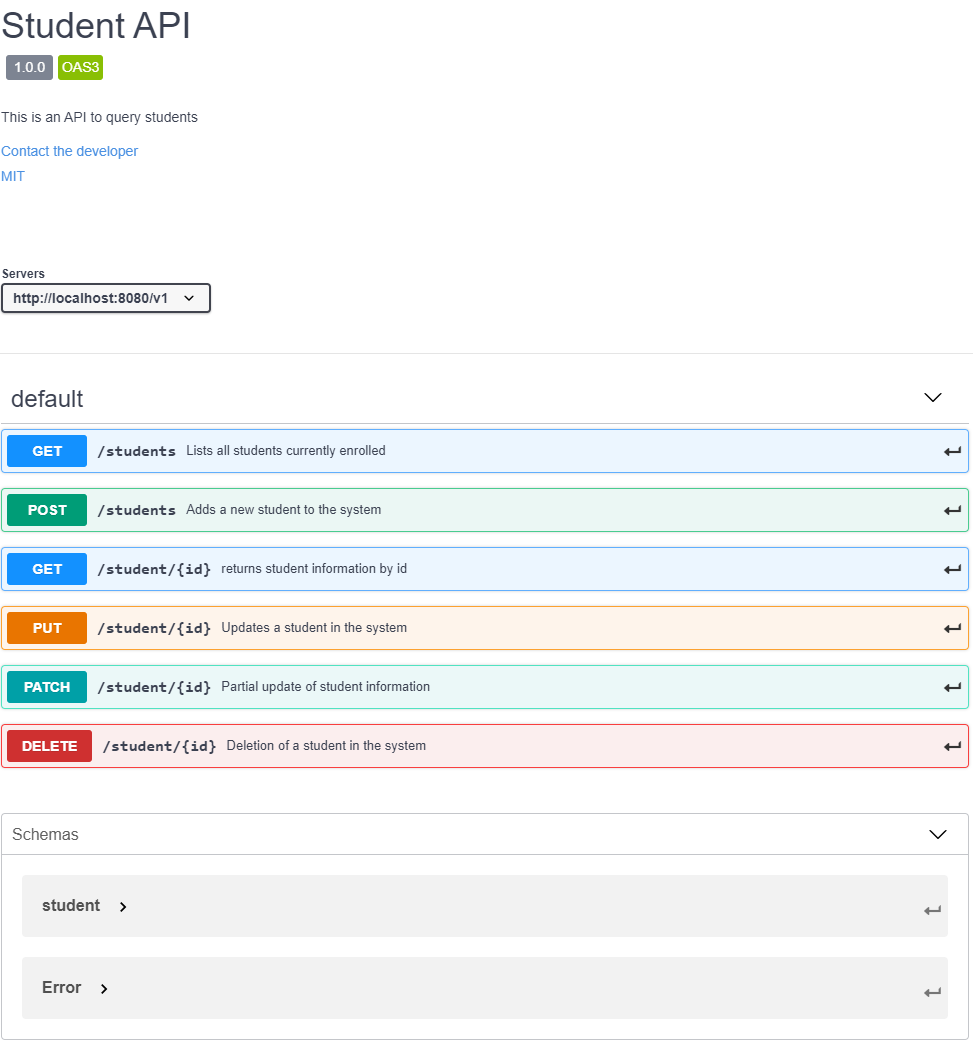 Student API
1.0.0 OAS3
This is an API to query students
Contact the developer
MIT
Servers
http://localhost:8080/v1
default
GET /students Lists all students currently enrolled
POST /students Adds a new student to the system
GET /student/{id} returns student information by id
PUT /student/{id} Updates a student in the system
PATCH /student/{id} Partial update of student information
DELETE /student/{id} Deletion of a student in the system
Schemas
student
Error